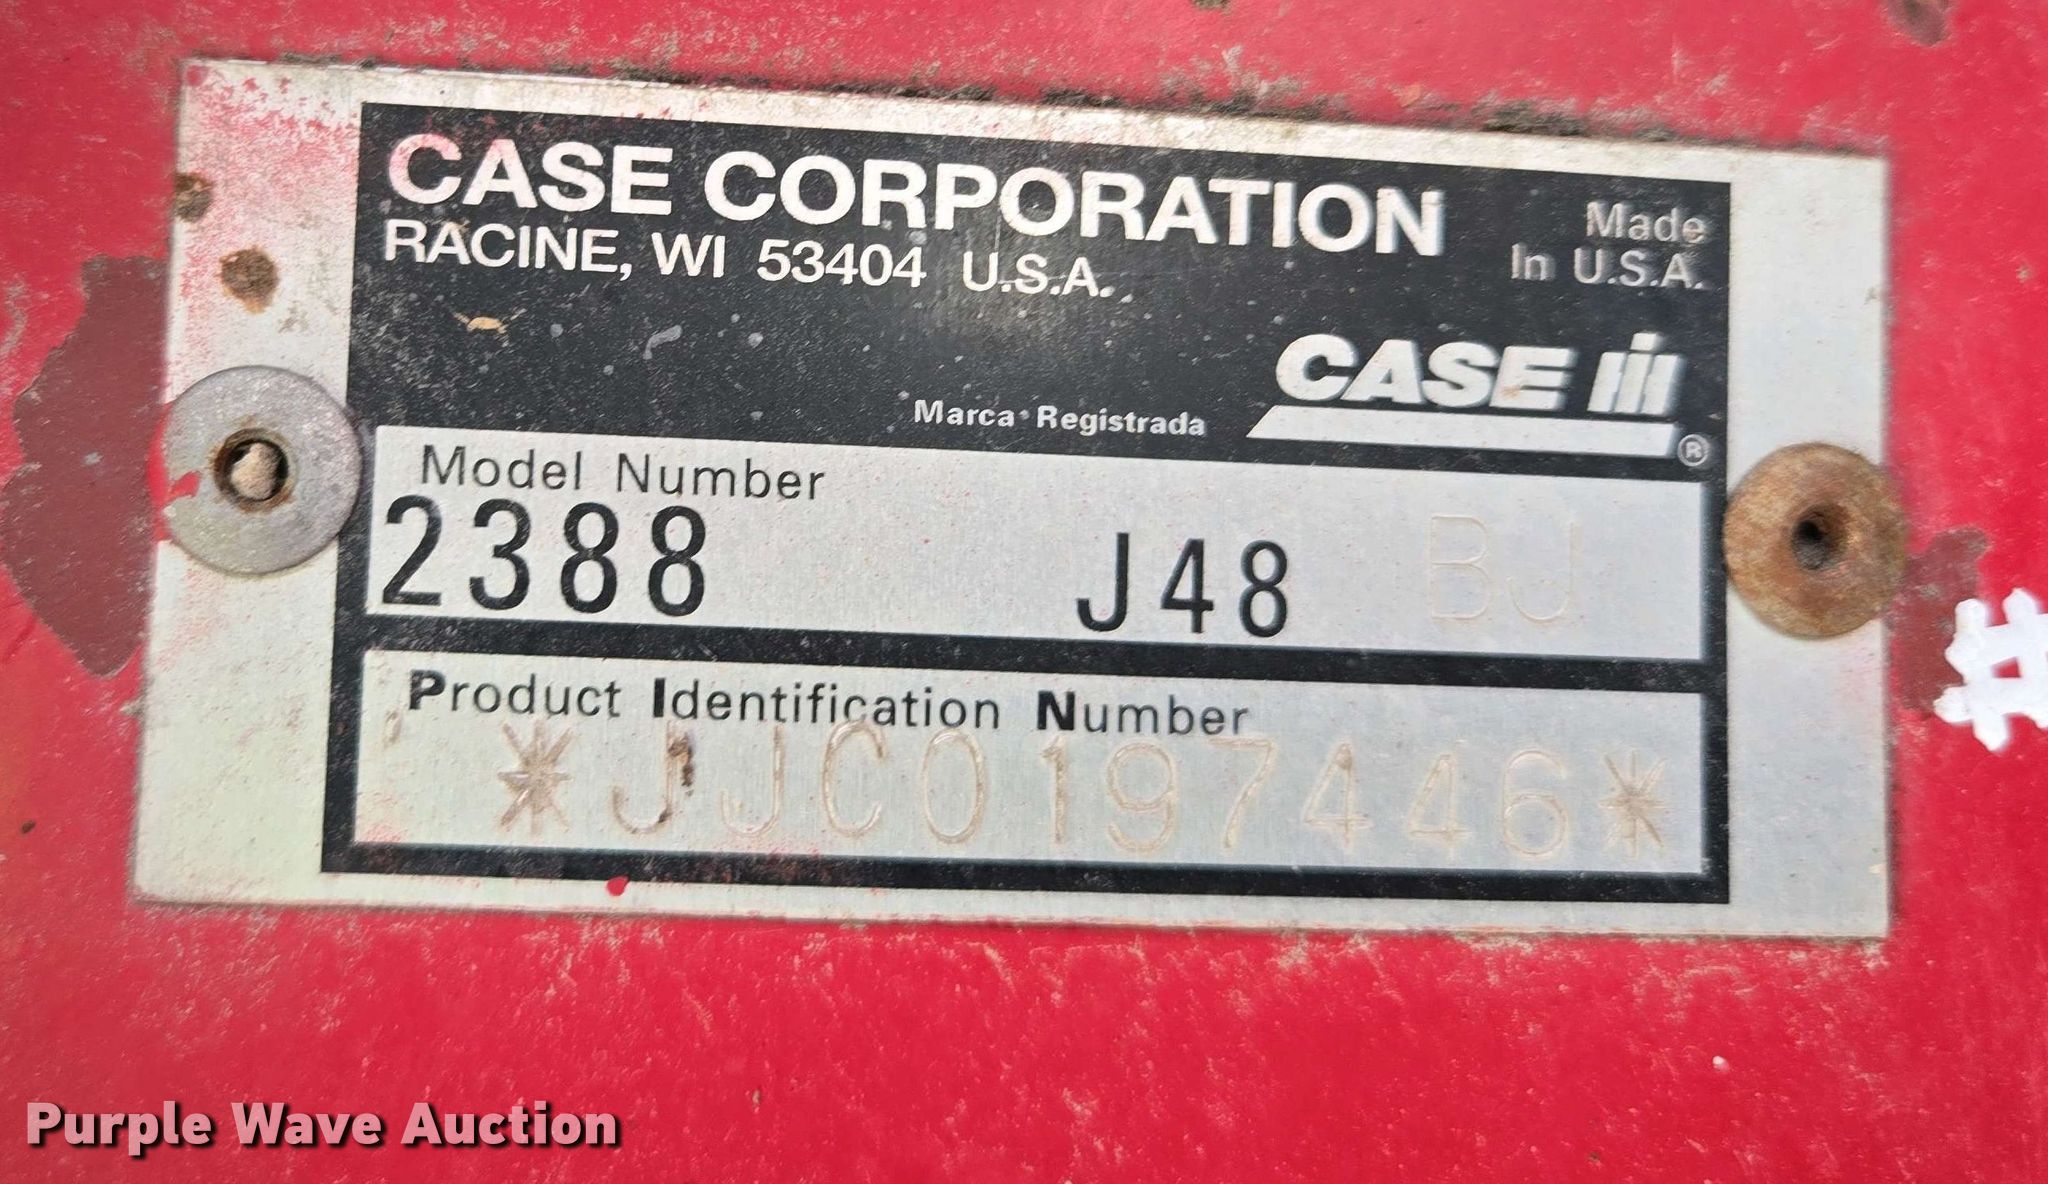 CASE CORPORATION
RACINE, WI 53404 U.S.A.
Made
In U.S.A.
CASE IH
Marca Registrada ®
Model Number
2388 J48 BJ
Product Identification Number
*JJC0197446*
#
Purple Wave Auction